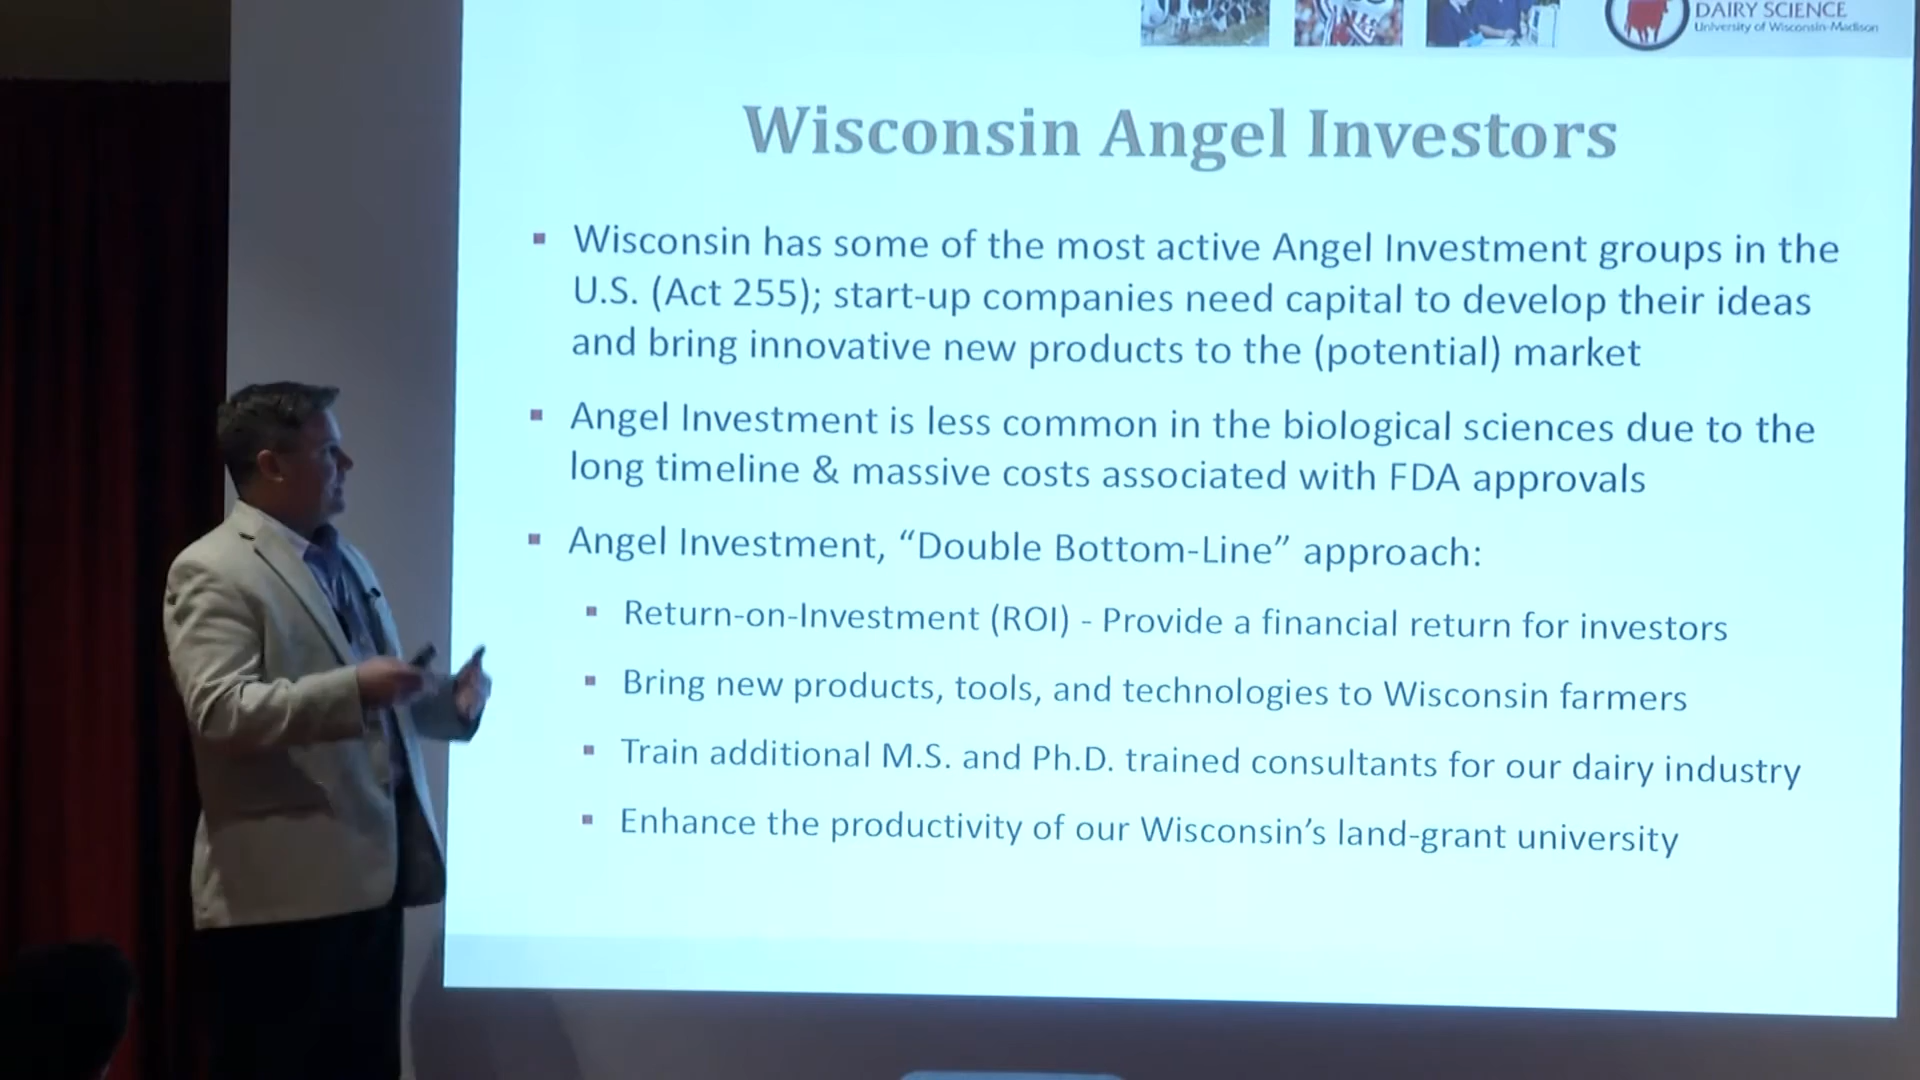 DAIRY SCIENCE
University of Wisconsin-Madison
Wisconsin Angel Investors
▪ Wisconsin has some of the most active Angel Investment groups in the
U.S. (Act 255); start-up companies need capital to develop their ideas
and bring innovative new products to the (potential) market
▪ Angel Investment is less common in the biological sciences due to the
long timeline & massive costs associated with FDA approvals
▪ Angel Investment, “Double Bottom-Line” approach:
▪ Return-on-Investment (ROI) - Provide a financial return for investors
▪ Bring new products, tools, and technologies to Wisconsin farmers
▪ Train additional M.S. and Ph.D. trained consultants for our dairy industry
▪ Enhance the productivity of our Wisconsin’s land-grant university